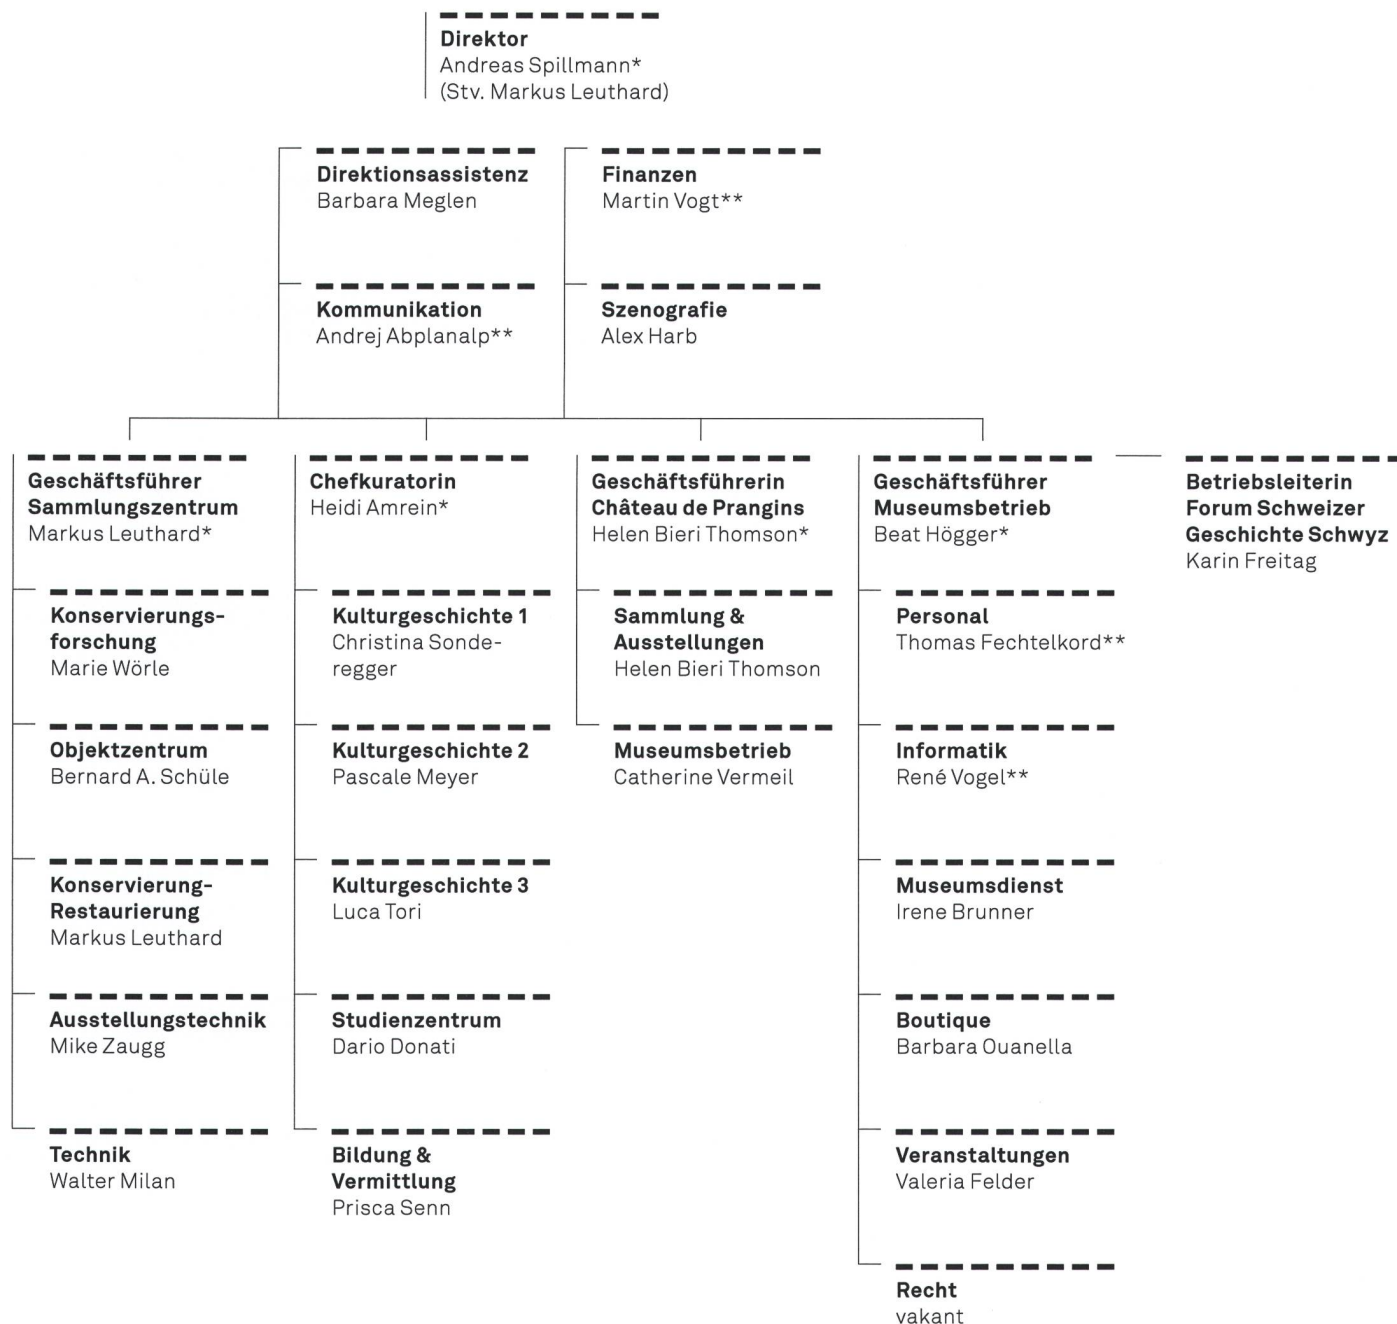 Direktor
Andreas Spillmann*
(Stv. Markus Leuthard)
Direktionsassistenz
Barbara Meglen
Finanzen
Martin Vogt**
Kommunikation
Andrej Abplanalp**
Szenografie
Alex Harb
Geschäftsführer
Sammlungszentrum
Markus Leuthard*
Konservierungs-
forschung
Marie Wörle
Objektzentrum
Bernard A. Schüle
Konservierung-
Restaurierung
Markus Leuthard
Ausstellungstechnik
Mike Zaugg
Technik
Walter Milan
Chefkuratorin
Heidi Amrein*
Kulturgeschichte 1
Christina Sonde-
regger
Kulturgeschichte 2
Pascale Meyer
Kulturgeschichte 3
Luca Tori
Studienzentrum
Dario Donati
Bildung &
Vermittlung
Prisca Senn
Geschäftsführerin
Château de Prangins
Helen Bieri Thomson*
Sammlung &
Ausstellungen
Helen Bieri Thomson
Museumsbetrieb
Catherine Vermeil
Geschäftsführer
Museumsbetrieb
Beat Högger*
Personal
Thomas Fechtelkord**
Informatik
René Vogel**
Museumsdienst
Irene Brunner
Boutique
Barbara Ouanella
Veranstaltungen
Valeria Felder
Recht
vakant
Betriebsleiterin
Forum Schweizer
Geschichte Schwyz
Karin Freitag